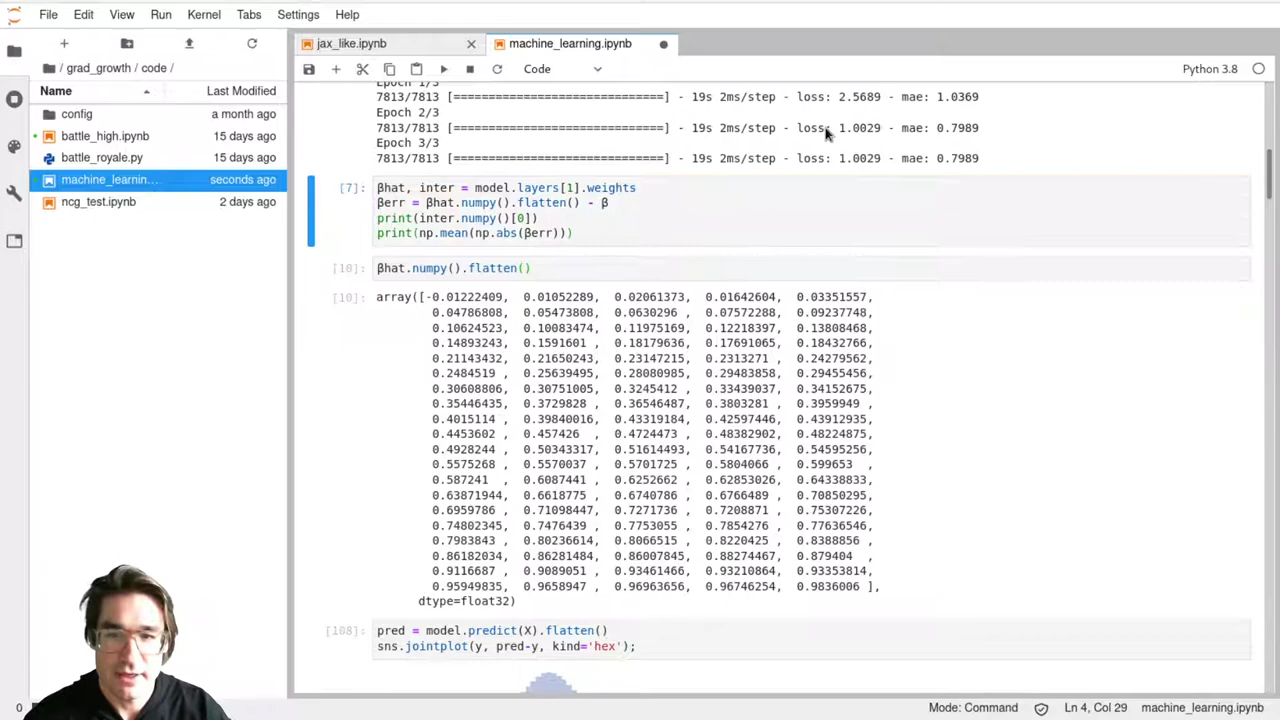 File Edit View Run Kernel Tabs Settings Help
jax_like.ipynb
machine_learning.ipynb
/ grad_growth / code /
Code
Python 3.8
Name Last Modified
config a month ago
battle_high.ipynb 15 days ago
battle_royale.py 15 days ago
machine_learnin… seconds ago
ncg_test.ipynb 2 days ago
Epoch 1/3
7813/7813 [==============================] - 19s 2ms/step - loss: 2.5689 - mae: 1.0369
Epoch 2/3
7813/7813 [==============================] - 19s 2ms/step - loss: 1.0029 - mae: 0.7989
Epoch 3/3
7813/7813 [==============================] - 19s 2ms/step - loss: 1.0029 - mae: 0.7989
[7]: βhat, inter = model.layers[1].weights
βerr = βhat.numpy().flatten() - β
print(inter.numpy()[0])
print(np.mean(np.abs(βerr)))
[10]: βhat.numpy().flatten()
[10]: array([-0.01222409, 0.01052289, 0.02061373, 0.01642604, 0.03351557,
0.04786808, 0.05473808, 0.0630296 , 0.07572288, 0.09237748,
0.10624523, 0.10083474, 0.11975169, 0.12218397, 0.13808468,
0.14893243, 0.1591601 , 0.18179636, 0.17691065, 0.18432766,
0.21143432, 0.21650243, 0.23147215, 0.2313271 , 0.24279562,
0.2484519 , 0.25639495, 0.28080985, 0.29483858, 0.29455456,
0.30608806, 0.30751005, 0.3245412 , 0.33439037, 0.34152675,
0.35446435, 0.3729828 , 0.36546487, 0.3803281 , 0.3959949 ,
0.4015114 , 0.39840016, 0.43319184, 0.42597446, 0.43912935,
0.4453602 , 0.457426 , 0.4724473 , 0.48382902, 0.48224875,
0.4928244 , 0.50343317, 0.51614493, 0.54167736, 0.54595256,
0.5575268 , 0.5570037 , 0.5701725 , 0.5804066 , 0.599653 ,
0.587241 , 0.6087441 , 0.6252662 , 0.62853026, 0.64338833,
0.63871944, 0.6618775 , 0.6740786 , 0.6766489 , 0.70850295,
0.6959786 , 0.71098447, 0.7271736 , 0.7208871 , 0.75307226,
0.74802345, 0.7476439 , 0.7753055 , 0.7854276 , 0.77636546,
0.7983843 , 0.80236614, 0.8066515 , 0.8220425 , 0.8388856 ,
0.86182034, 0.86281484, 0.86007845, 0.88274467, 0.879404 ,
0.9116687 , 0.9089051 , 0.93461466, 0.93210864, 0.93353814,
0.95949835, 0.9658947 , 0.96963656, 0.96746254, 0.9836006 ],
dtype=float32)
[108]: pred = model.predict(X).flatten()
sns.jointplot(y, pred-y, kind='hex');
0
Mode: Command Ln 4, Col 29 machine_learning.ipynb